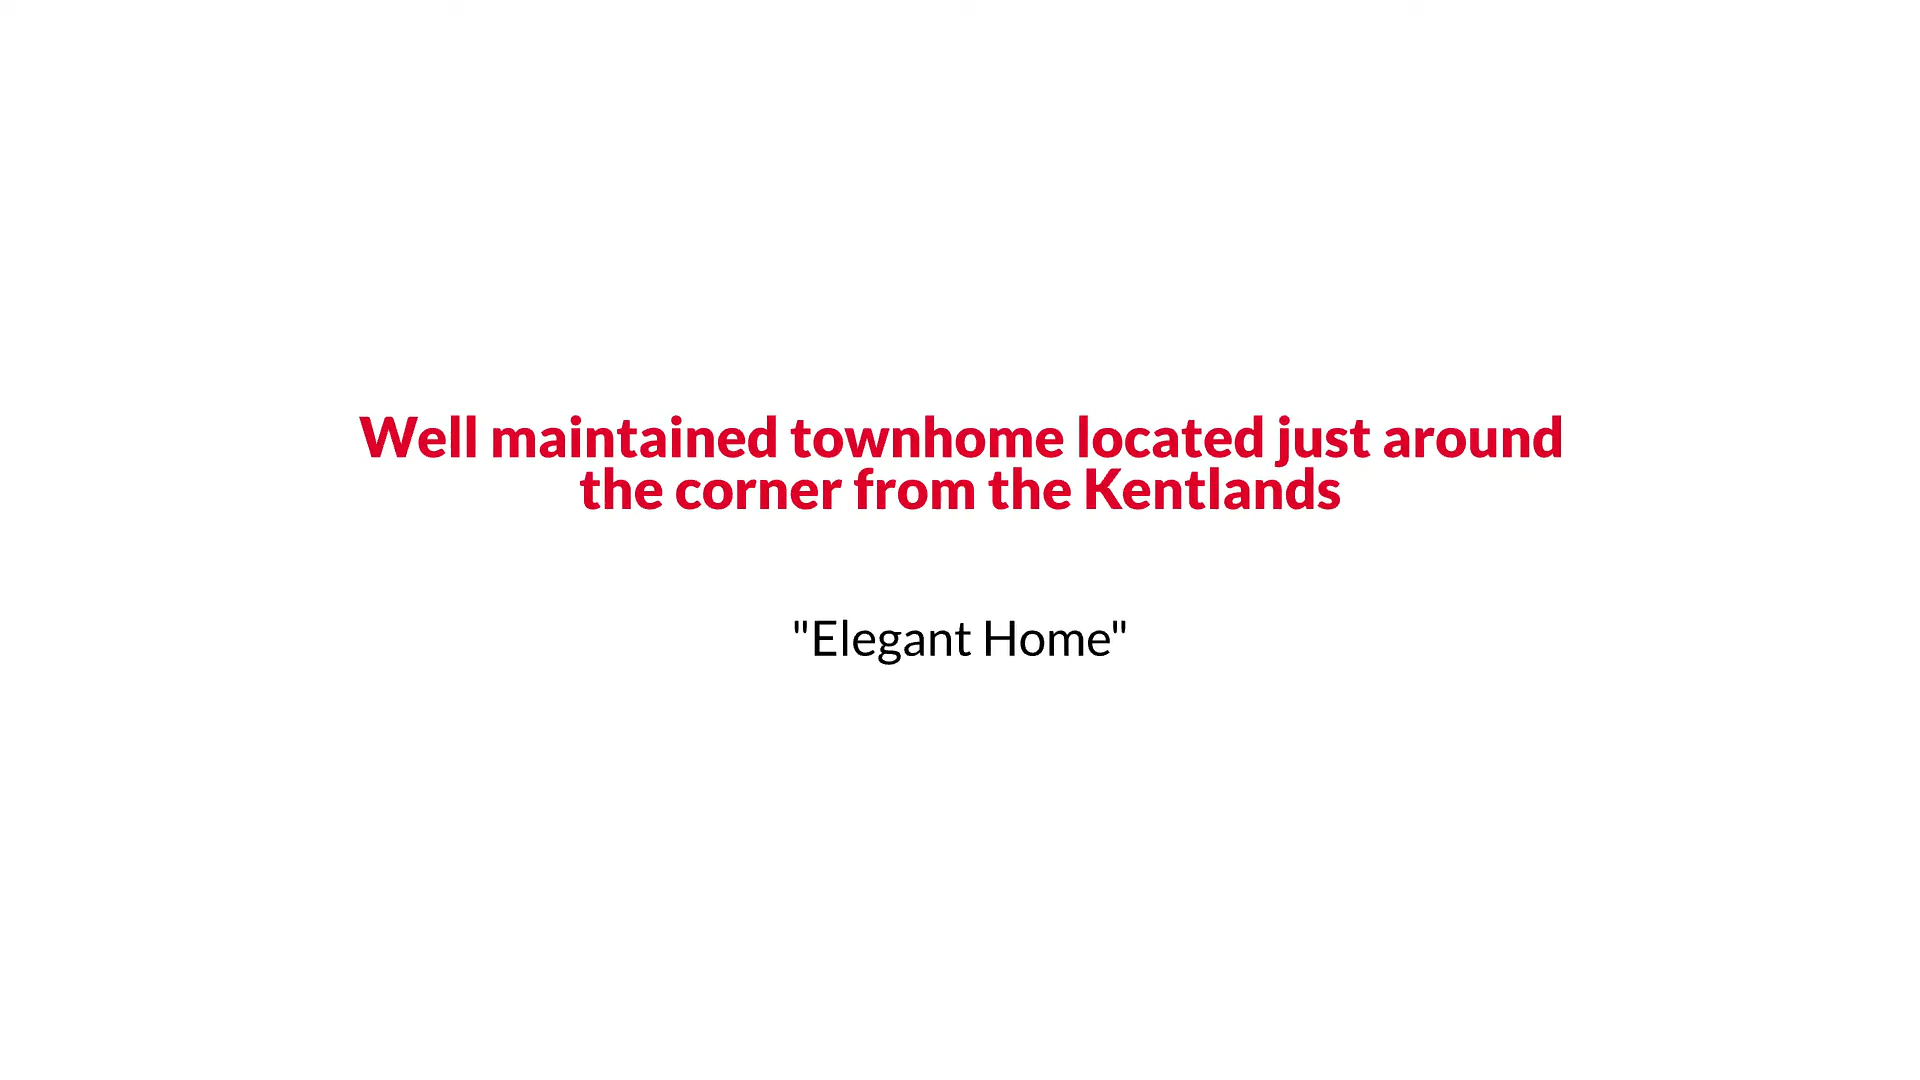 Well maintained townhome located just around
the corner from the Kentlands
"Elegant Home"